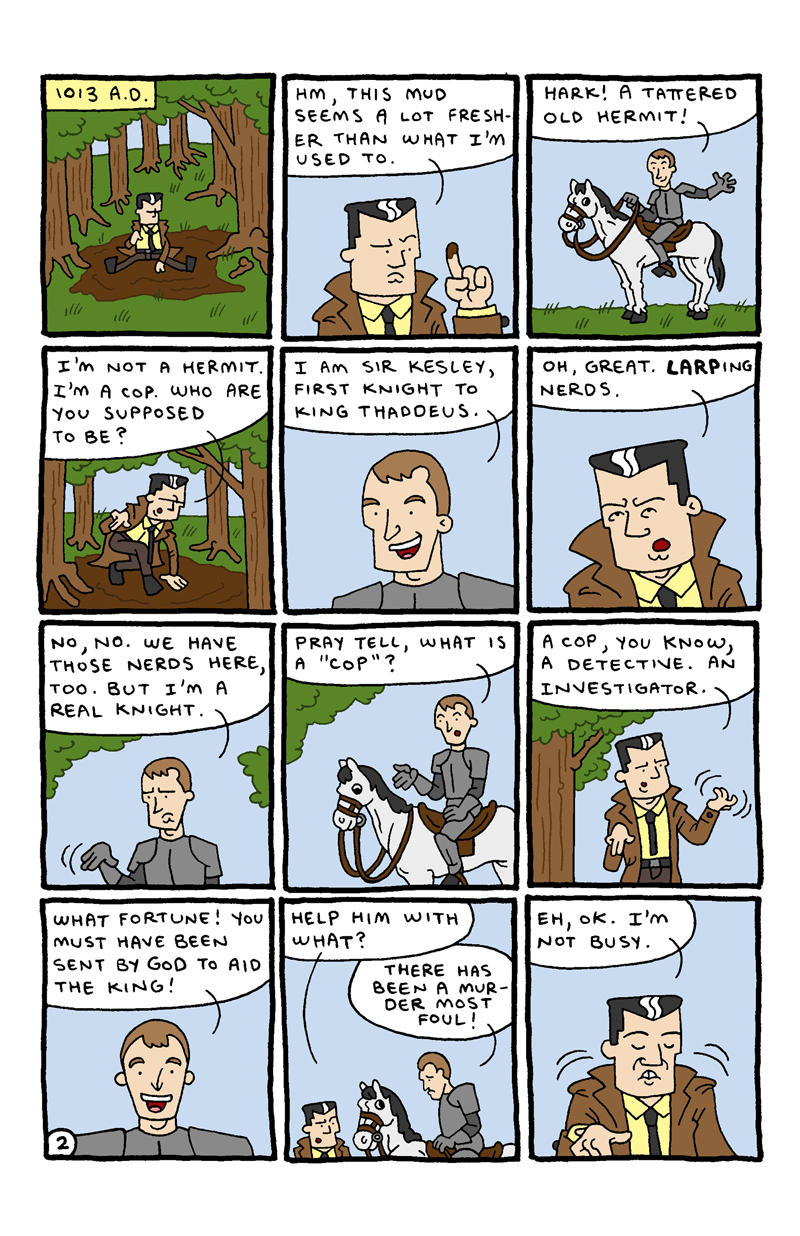 1013 A.D.
HM, THIS MUD
SEEMS A LOT FRESH-
ER THAN WHAT I'M
USED TO.
HARK! A TATTERED
OLD HERMIT!
I'M NOT A HERMIT.
I'M A COP. WHO ARE
YOU SUPPOSED
TO BE?
I AM SIR KESLEY,
FIRST KNIGHT TO
KING THADDEUS.
OH, GREAT. LARPING
NERDS.
NO, NO. WE HAVE
THOSE NERDS HERE,
TOO. BUT I'M A
REAL KNIGHT.
PRAY TELL, WHAT IS
A "COP"?
A COP, YOU KNOW,
A DETECTIVE. AN
INVESTIGATOR.
WHAT FORTUNE! YOU
MUST HAVE BEEN
SENT BY GOD TO AID
THE KING!
2
HELP HIM WITH
WHAT?
THERE HAS
BEEN A MUR-
DER MOST
FOUL!
EH, OK. I'M
NOT BUSY.